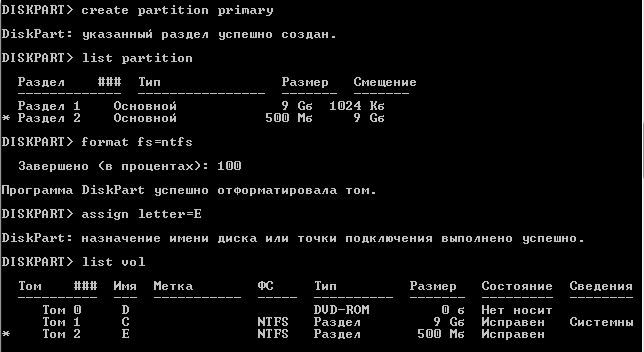 DISKPART> create partition primary
DiskPart: указанный раздел успешно создан.
DISKPART> list partition
Раздел ### Тип Размер Смещение
------------- ---------------- ------- --------
Раздел 1 Основной 9 Gб 1024 Kб
* Раздел 2 Основной 500 Mб 9 Gб
DISKPART> format fs=ntfs
Завершено (в процентах): 100
Программа DiskPart успешно отформатировала том.
DISKPART> assign letter=E
DiskPart: назначение имени диска или точки подключения выполнено успешно.
DISKPART> list vol
Том ### Имя Метка ФС Тип Размер Состояние Сведения
---------- --- ----------- ----- ---------- ------- --------- --------
Том 0 D DVD-ROM 0 б Нет носит
Том 1 C NTFS Раздел 9 Gб Исправен Системны
* Том 2 E NTFS Раздел 500 Mб Исправен